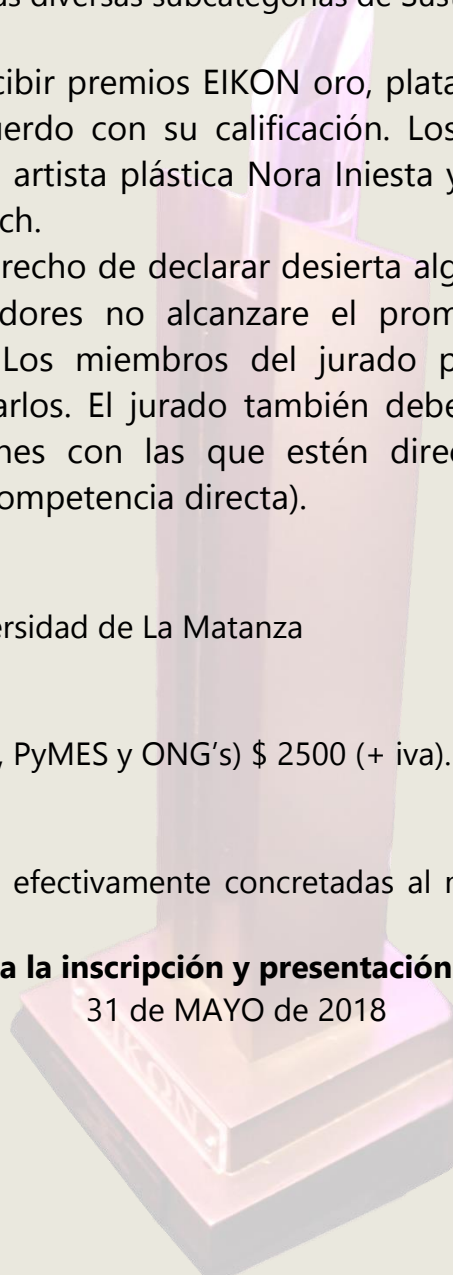 as diversas subcategorías de Sust
cibir premios EIKON oro, plata
uerdo con su calificación. Los
artista plástica Nora Iniesta y
ch.
recho de declarar desierta alg
dores no alcanzare el prom
Los miembros del jurado p
arlos. El jurado también debe
nes con las que estén direc
ompetencia directa).
ersidad de La Matanza
, PyMES y ONG’s) $ 2500 (+ iva).
efectivamente concretadas al
a la inscripción y presentación
31 de MAYO de 2018
EIKON